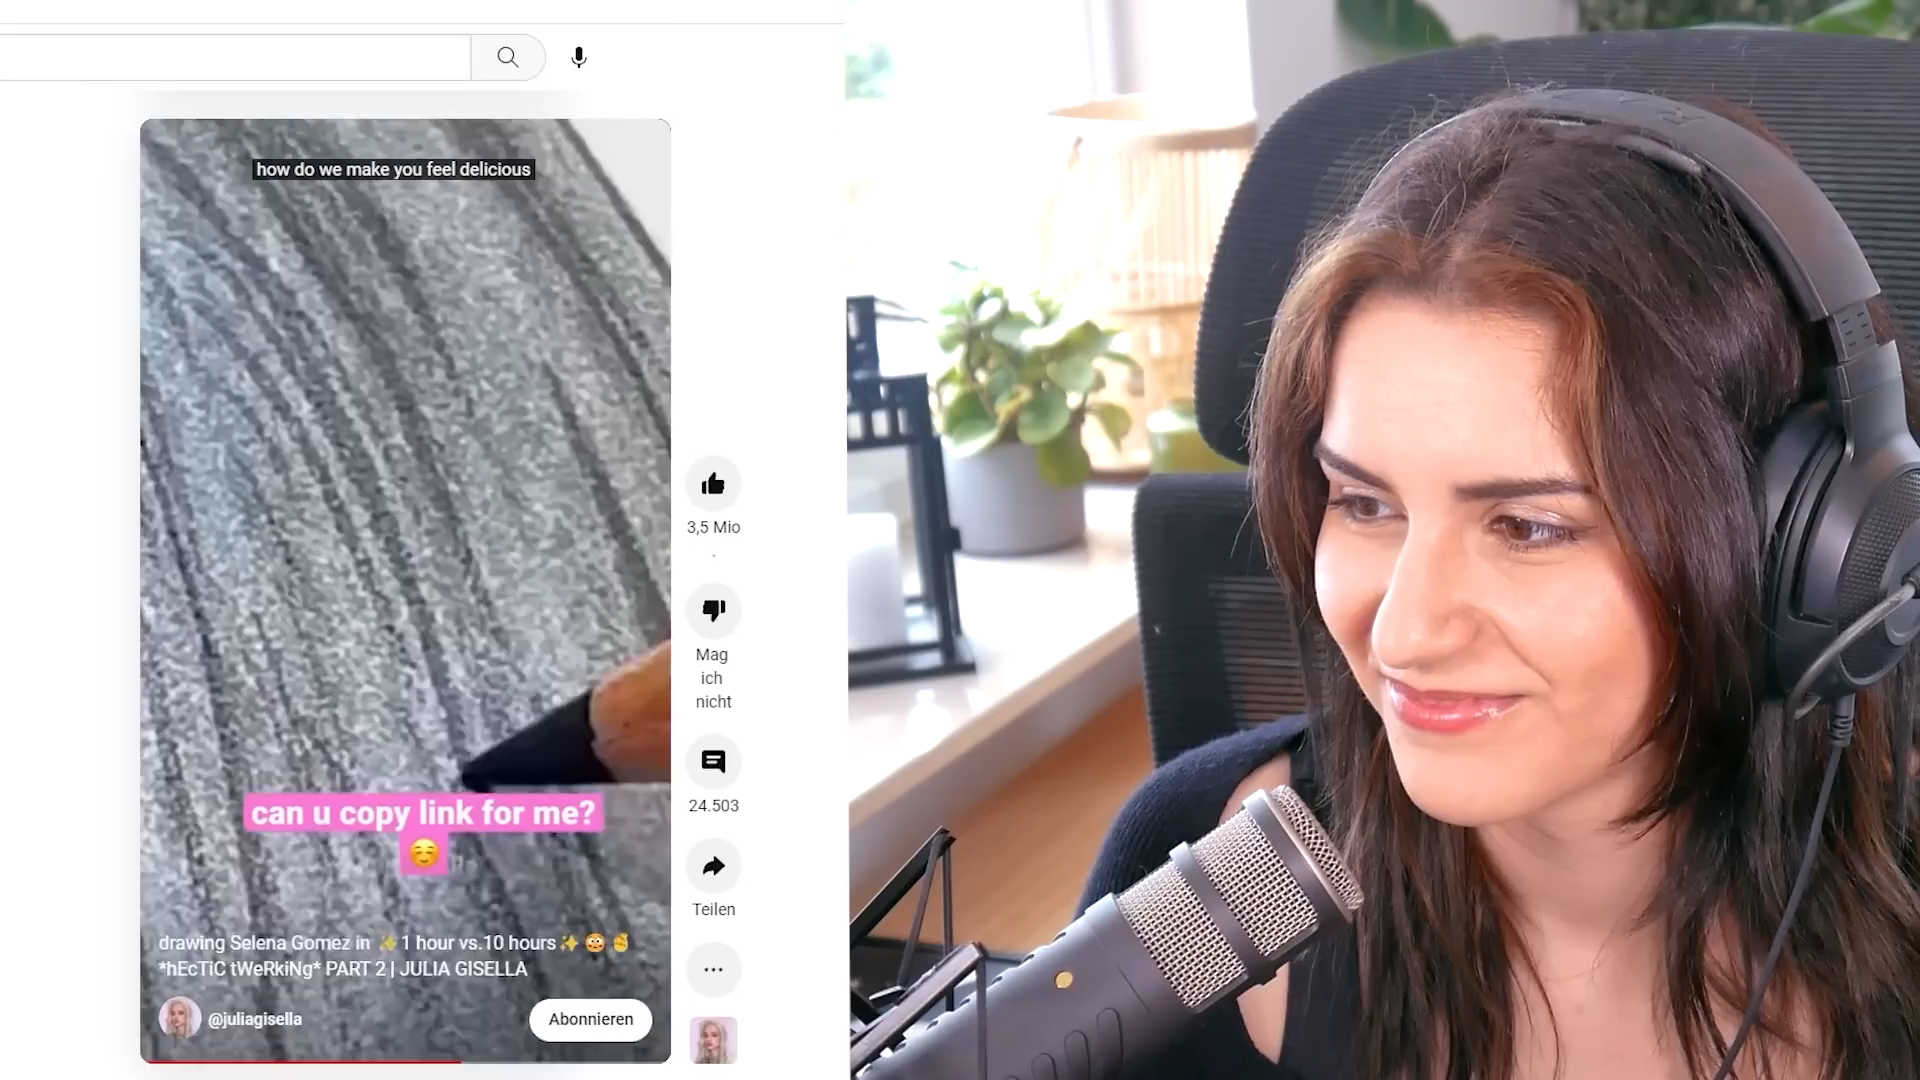 how do we make you feel delicious
3,5 Mio
.
Mag
ich
nicht
24.503
can u copy link for me?
☺️
Teilen
drawing Selena Gomez in ✨1 hour vs.10 hours✨😳🫰
*hEcTiC tWeRkiNg* PART 2 | JULIA GISELLA
@juliagisella
Abonnieren